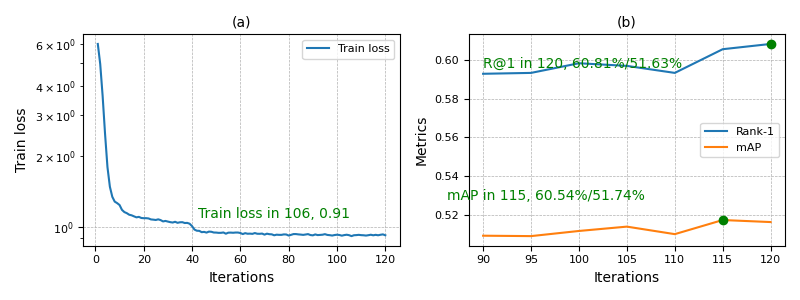 (a)
Train loss
6 × 10⁰
4 × 10⁰
3 × 10⁰
2 × 10⁰
10⁰
Train loss
Train loss in 106, 0.91
0 20 40 60 80 100 120
Iterations
(b)
Metrics
0.60
0.58
0.56
0.54
0.52
R@1 in 120, 60.81%/51.63%
Rank-1
mAP
mAP in 115, 60.54%/51.74%
90 95 100 105 110 115 120
Iterations